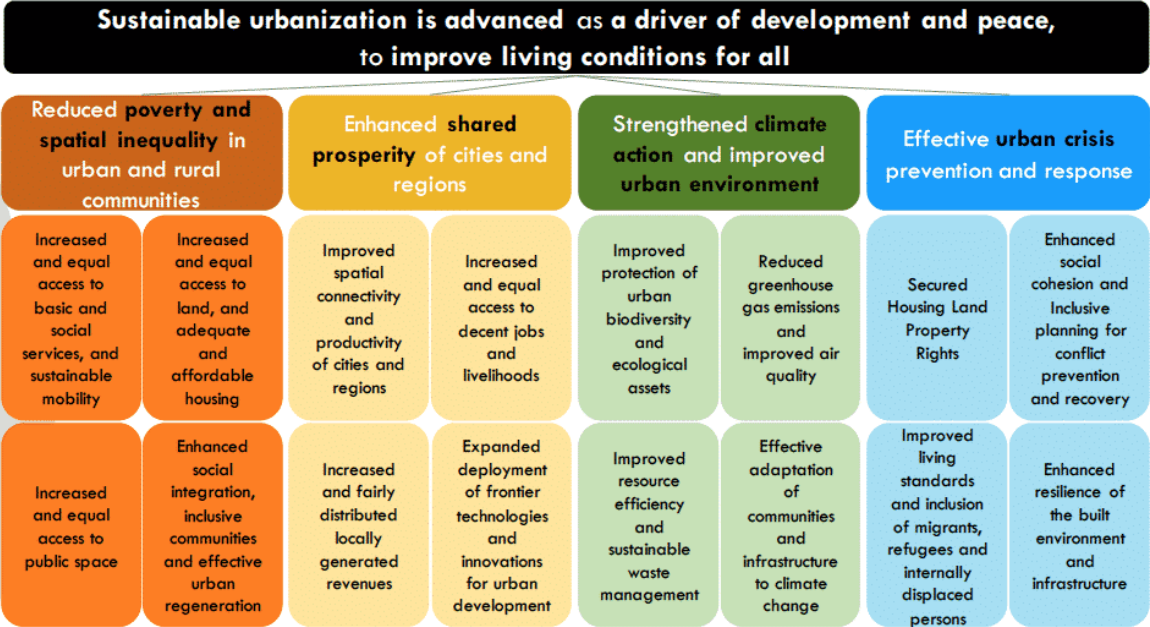 Sustainable urbanization is advanced as a driver of development and peace,
to improve living conditions for all
Reduced poverty and
spatial inequality in
urban and rural
communities
Enhanced shared
prosperity of cities and
regions
Strengthened climate
action and improved
urban environment
Effective urban crisis
prevention and response
Increased
and equal
access to
basic and
social
services, and
sustainable
mobility
Increased
and equal
access to
land, and
adequate
and
affordable
housing
Improved
spatial
connectivity
and
productivity
of cities and
regions
Increased
and equal
access to
decent jobs
and
livelihoods
Improved
protection of
urban
biodiversity
and
ecological
assets
Reduced
greenhouse
gas emissions
and
improved air
quality
Secured
Housing Land
Property
Rights
Enhanced
social
cohesion and
Inclusive
planning for
conflict
prevention
and recovery
Increased
and equal
access to
public space
Enhanced
social
integration,
inclusive
communities
and effective
urban
regeneration
Increased
and fairly
distributed
locally
generated
revenues
Expanded
deployment
of frontier
technologies
and
innovations
for urban
development
Improved
resource
efficiency
and
sustainable
waste
management
Effective
adaptation
of
communities
and
infrastructure
to climate
change
Improved
living
standards
and inclusion
of migrants,
refugees and
internally
displaced
persons
Enhanced
resilience of
the built
environment
and
infrastructure